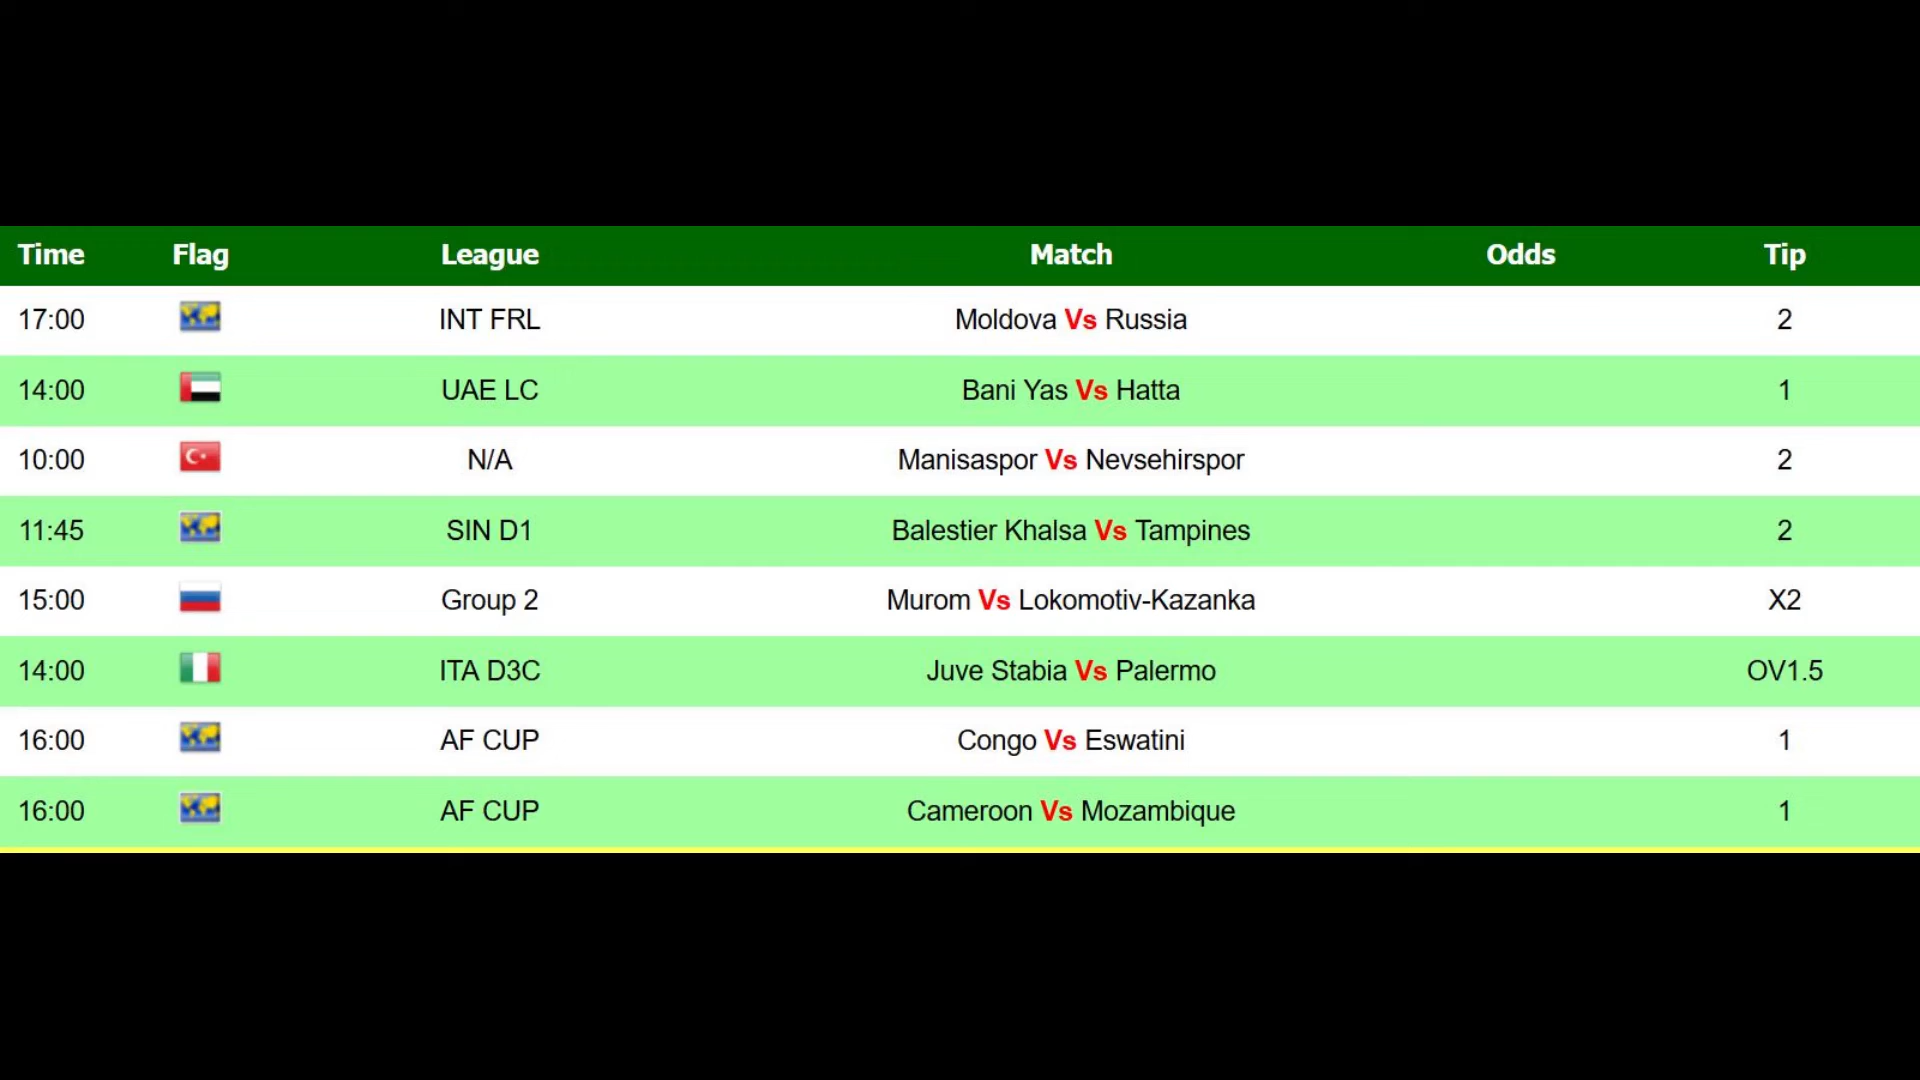 Time Flag League Match Odds Tip
17:00 INT FRL Moldova Vs Russia 2
14:00 UAE LC Bani Yas Vs Hatta 1
10:00 N/A Manisaspor Vs Nevsehirspor 2
11:45 SIN D1 Balestier Khalsa Vs Tampines 2
15:00 Group 2 Murom Vs Lokomotiv-Kazanka X2
14:00 ITA D3C Juve Stabia Vs Palermo OV1.5
16:00 AF CUP Congo Vs Eswatini 1
16:00 AF CUP Cameroon Vs Mozambique 1